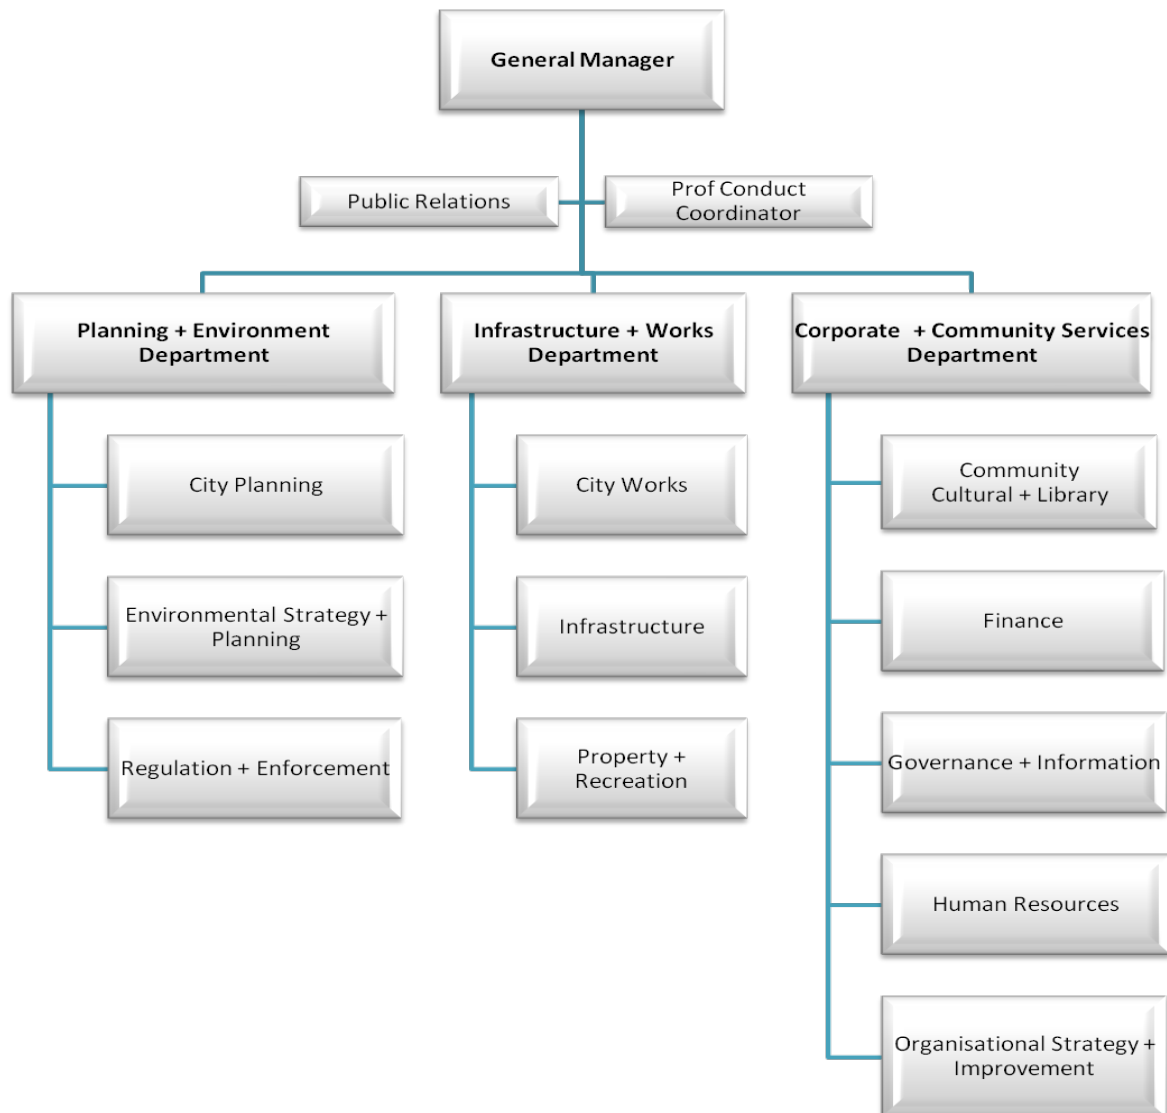 General Manager
Public Relations
Prof Conduct
Coordinator
Planning + Environment
Department
Infrastructure + Works
Department
Corporate + Community Services
Department
City Planning
Environmental Strategy +
Planning
Regulation + Enforcement
City Works
Infrastructure
Property +
Recreation
Community
Cultural + Library
Finance
Governance + Information
Human Resources
Organisational Strategy +
Improvement